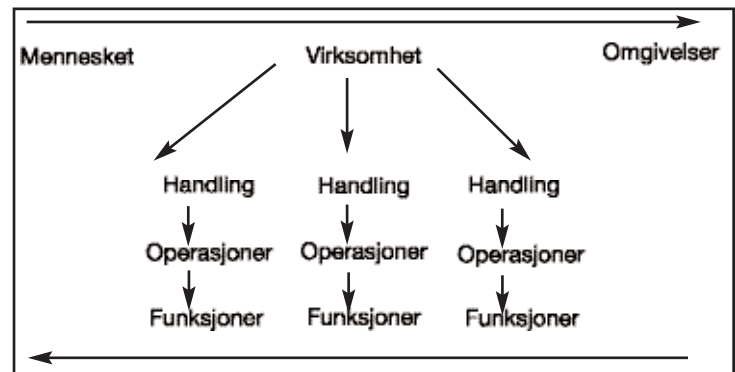 Mennesket Virksomhet Omgivelser
Handling Handling Handling
Operasjoner Operasjoner Operasjoner
Funksjoner Funksjoner Funksjoner